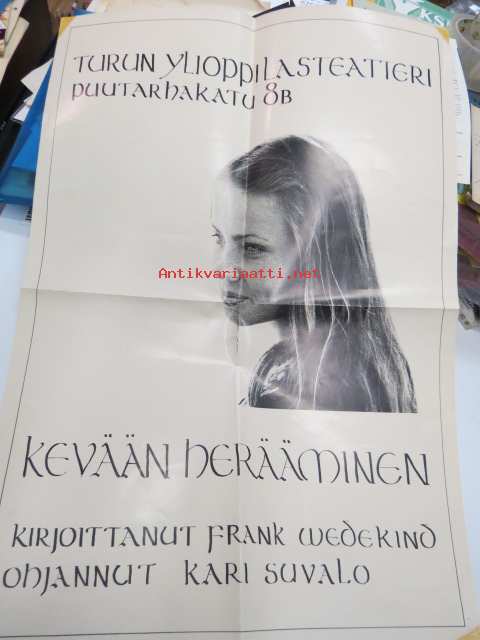 TURUN YLIOPPILASTEATTERI
PUUTARHAKATU 8B
Antikvariaatti.net
KEVÄÄN HERÄÄMINEN
KIRJOITTANUT FRANK WEDEKIND
OHJANNUT KARI SUVALO